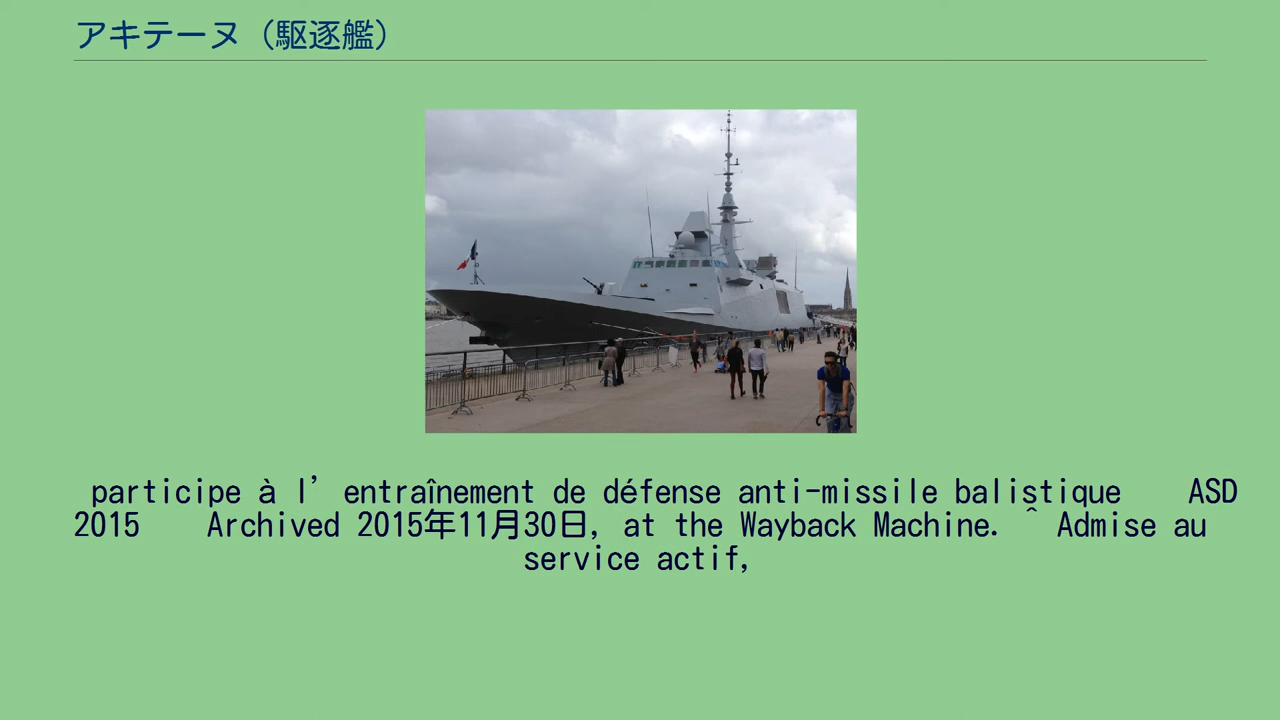 アキテーヌ（駆逐艦）
participe à l’entraînement de défense anti-missile balistique　　ASD
2015　　Archived 2015年11月30日, at the Wayback Machine. ^ Admise au
service actif,